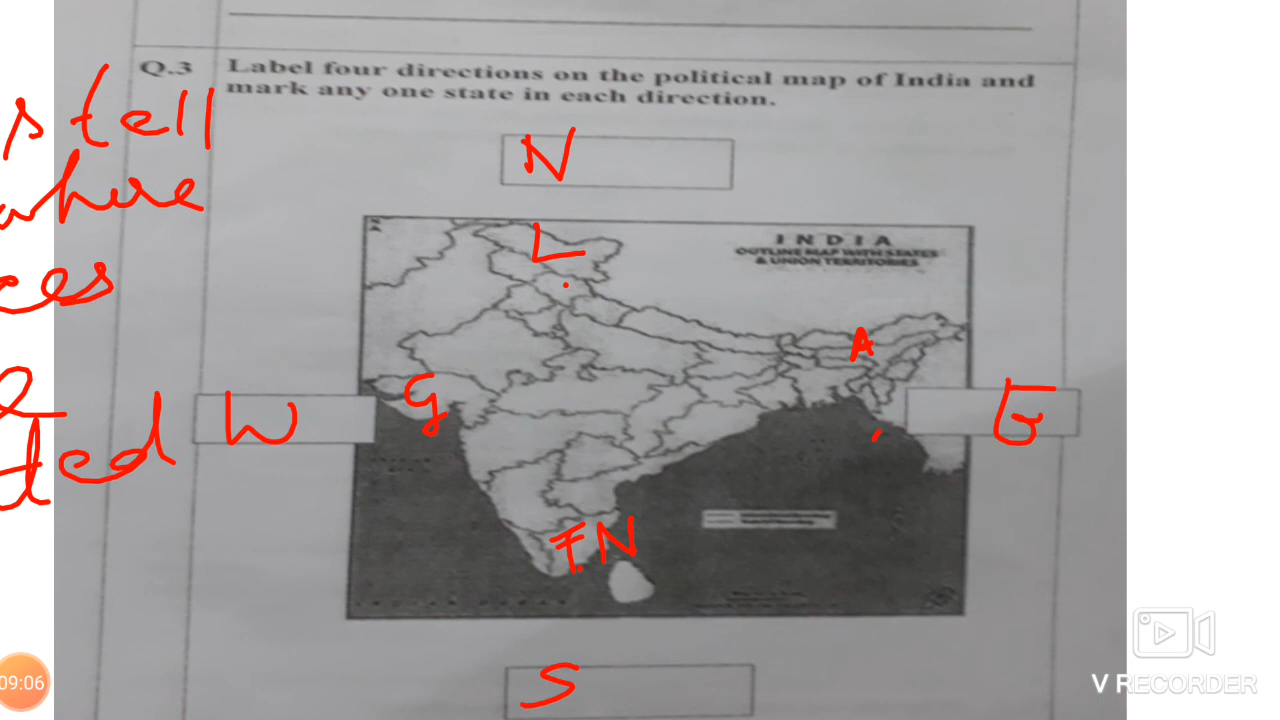 Q.3 Label four directions on the political map of India and
mark any one state in each direction.
s tell
where
ces
ded
N
L
INDIA
OUTLINE MAP WITH STATES
& UNION TERRITORIES
A
W
G
E
T.N
S
09:06
V RECORDER